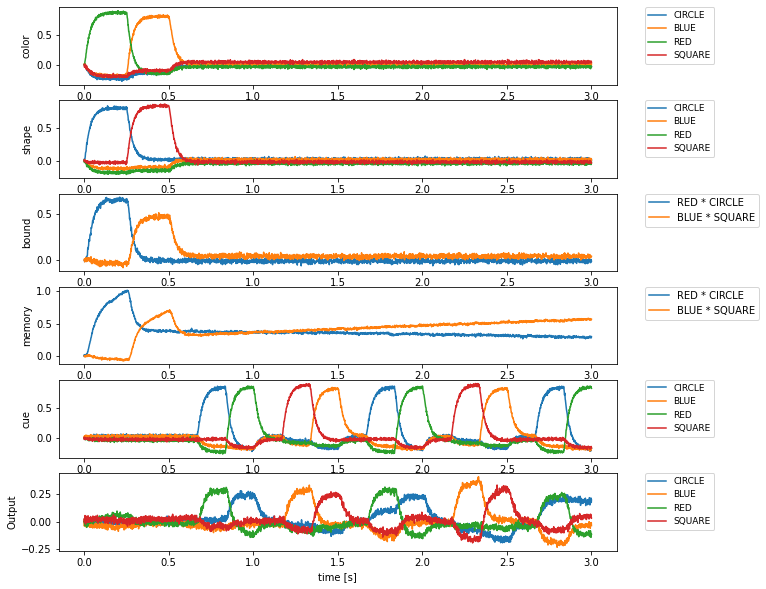 color
0.5
0.0
0.0 0.5 1.0 1.5 2.0 2.5 3.0
CIRCLE
BLUE
RED
SQUARE
shape
0.5
0.0
0.0 0.5 1.0 1.5 2.0 2.5 3.0
CIRCLE
BLUE
RED
SQUARE
bound
0.5
0.0
0.0 0.5 1.0 1.5 2.0 2.5 3.0
RED * CIRCLE
BLUE * SQUARE
memory
1.0
0.5
0.0
0.0 0.5 1.0 1.5 2.0 2.5 3.0
RED * CIRCLE
BLUE * SQUARE
cue
0.5
0.0
0.0 0.5 1.0 1.5 2.0 2.5 3.0
CIRCLE
BLUE
RED
SQUARE
Output
0.25
0.00
−0.25
0.0 0.5 1.0 1.5 2.0 2.5 3.0
time [s]
CIRCLE
BLUE
RED
SQUARE